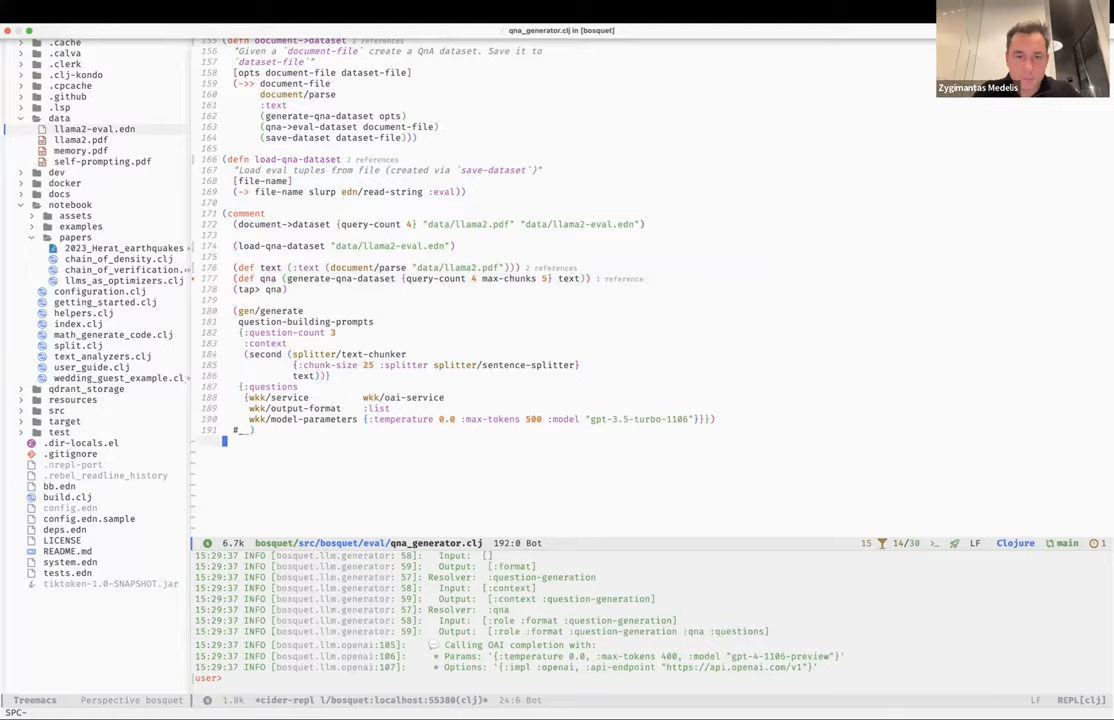 qna_generator.clj in [bosquet]
Zygimantas Medelis
.cache
.calva
.clerk
.clj-kondo
.cpcache
.github
.lsp
data
llama2-eval.edn
llama2.pdf
memory.pdf
self-prompting.pdf
dev
docker
docs
notebook
assets
examples
papers
2023_Herat_earthquakes
chain_of_density.clj
chain_of_verification.
llms_as_optimizers.clj
configuration.clj
getting_started.clj
helpers.clj
index.clj
math_generate_code.clj
split.clj
text_analyzers.clj
user_guide.clj
wedding_guest_example.cl
qdrant_storage
resources
src
target
test
.dir-locals.el
.gitignore
.nrepl-port
.rebel_readline_history
bb.edn
build.clj
config.edn
config.edn.sample
deps.edn
LICENSE
README.md
system.edn
tests.edn
tiktoken-1.0-SNAPSHOT.jar
155 (defn document->dataset 2 references
156 "Given a `document-file` create a QnA dataset. Save it to
157 `dataset-file`"
158 [opts document-file dataset-file]
159 (->> document-file
160 document/parse
161 :text
162 (generate-qna-dataset opts)
163 (qna->eval-dataset document-file)
164 (save-dataset dataset-file)))
165
166 (defn load-qna-dataset 2 references
167 "Load eval tuples from file (created via `save-dataset`)"
168 [file-name]
169 (-> file-name slurp edn/read-string :eval))
170
171 (comment
172 (document->dataset {query-count 4} "data/llama2.pdf" "data/llama2-eval.edn")
173
174 (load-qna-dataset "data/llama2-eval.edn")
175
176 (def text (:text (document/parse "data/llama2.pdf"))) 2 references
177 (def qna (generate-qna-dataset {query-count 4 max-chunks 5} text)) 1 reference
178 (tap> qna)
179
180 (gen/generate
181 question-building-prompts
182 {:question-count 3
183 :context
184 (second (splitter/text-chunker
185 {:chunk-size 25 :splitter splitter/sentence-splitter}
186 text))}
187 {:questions
188 {wkk/service wkk/oai-service
189 wkk/output-format :list
190 wkk/model-parameters {:temperature 0.0 :max-tokens 500 :model "gpt-3.5-turbo-1106"}}})
191 #__)
6.7k bosquet/src/bosquet/eval/qna_generator.clj 192:0 Bot 15 14/30 LF Clojure main 1
15:29:37 INFO [bosquet.llm.generator: 58]: Input: []
15:29:37 INFO [bosquet.llm.generator: 59]: Output: [:format]
15:29:37 INFO [bosquet.llm.generator: 57]: Resolver: :question-generation
15:29:37 INFO [bosquet.llm.generator: 58]: Input: [:context]
15:29:37 INFO [bosquet.llm.generator: 59]: Output: [:context :question-generation]
15:29:37 INFO [bosquet.llm.generator: 57]: Resolver: :qna
15:29:37 INFO [bosquet.llm.generator: 58]: Input: [:role :format :question-generation]
15:29:37 INFO [bosquet.llm.generator: 59]: Output: [:role :format :question-generation :qna :questions]
15:29:37 INFO [bosquet.llm.openai:105]: 💬 Calling OAI completion with:
15:29:37 INFO [bosquet.llm.openai:106]: * Params: '{:temperature 0.0, :max-tokens 400, :model "gpt-4-1106-preview"}'
15:29:37 INFO [bosquet.llm.openai:107]: * Options: '{:impl :openai, :api-endpoint "https://api.openai.com/v1"}'
user>
Treemacs Perspective bosquet 1.8k *cider-repl l/bosquet:localhost:55380(clj)* 24:6 Bot LF REPL[clj]
SPC-